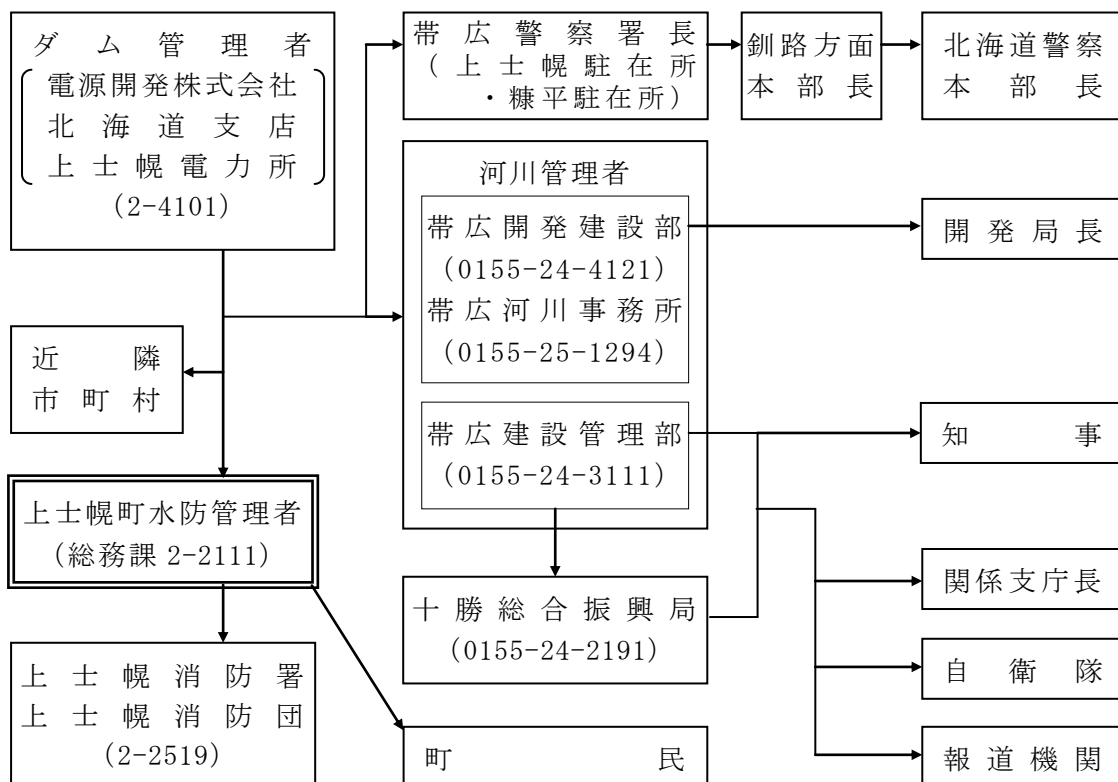 ダム管理者
電源開発株式会社
北海道支店
上士幌電力所
(2-4101)
帯広警察署長
(上士幌駐在所
・糠平駐在所)
釧路方面
本部長
北海道警察
本部長
河川管理者
帯広開発建設部
(0155-24-4121)
帯広河川事務所
(0155-25-1294)
開発局長
近隣
市町村
帯広建設管理部
(0155-24-3111)
知事
上士幌町水防管理者
(総務課 2-2111)
十勝総合振興局
(0155-24-2191)
関係支庁長
上士幌消防署
上士幌消防団
(2-2519)
自衛隊
町民
報道機関